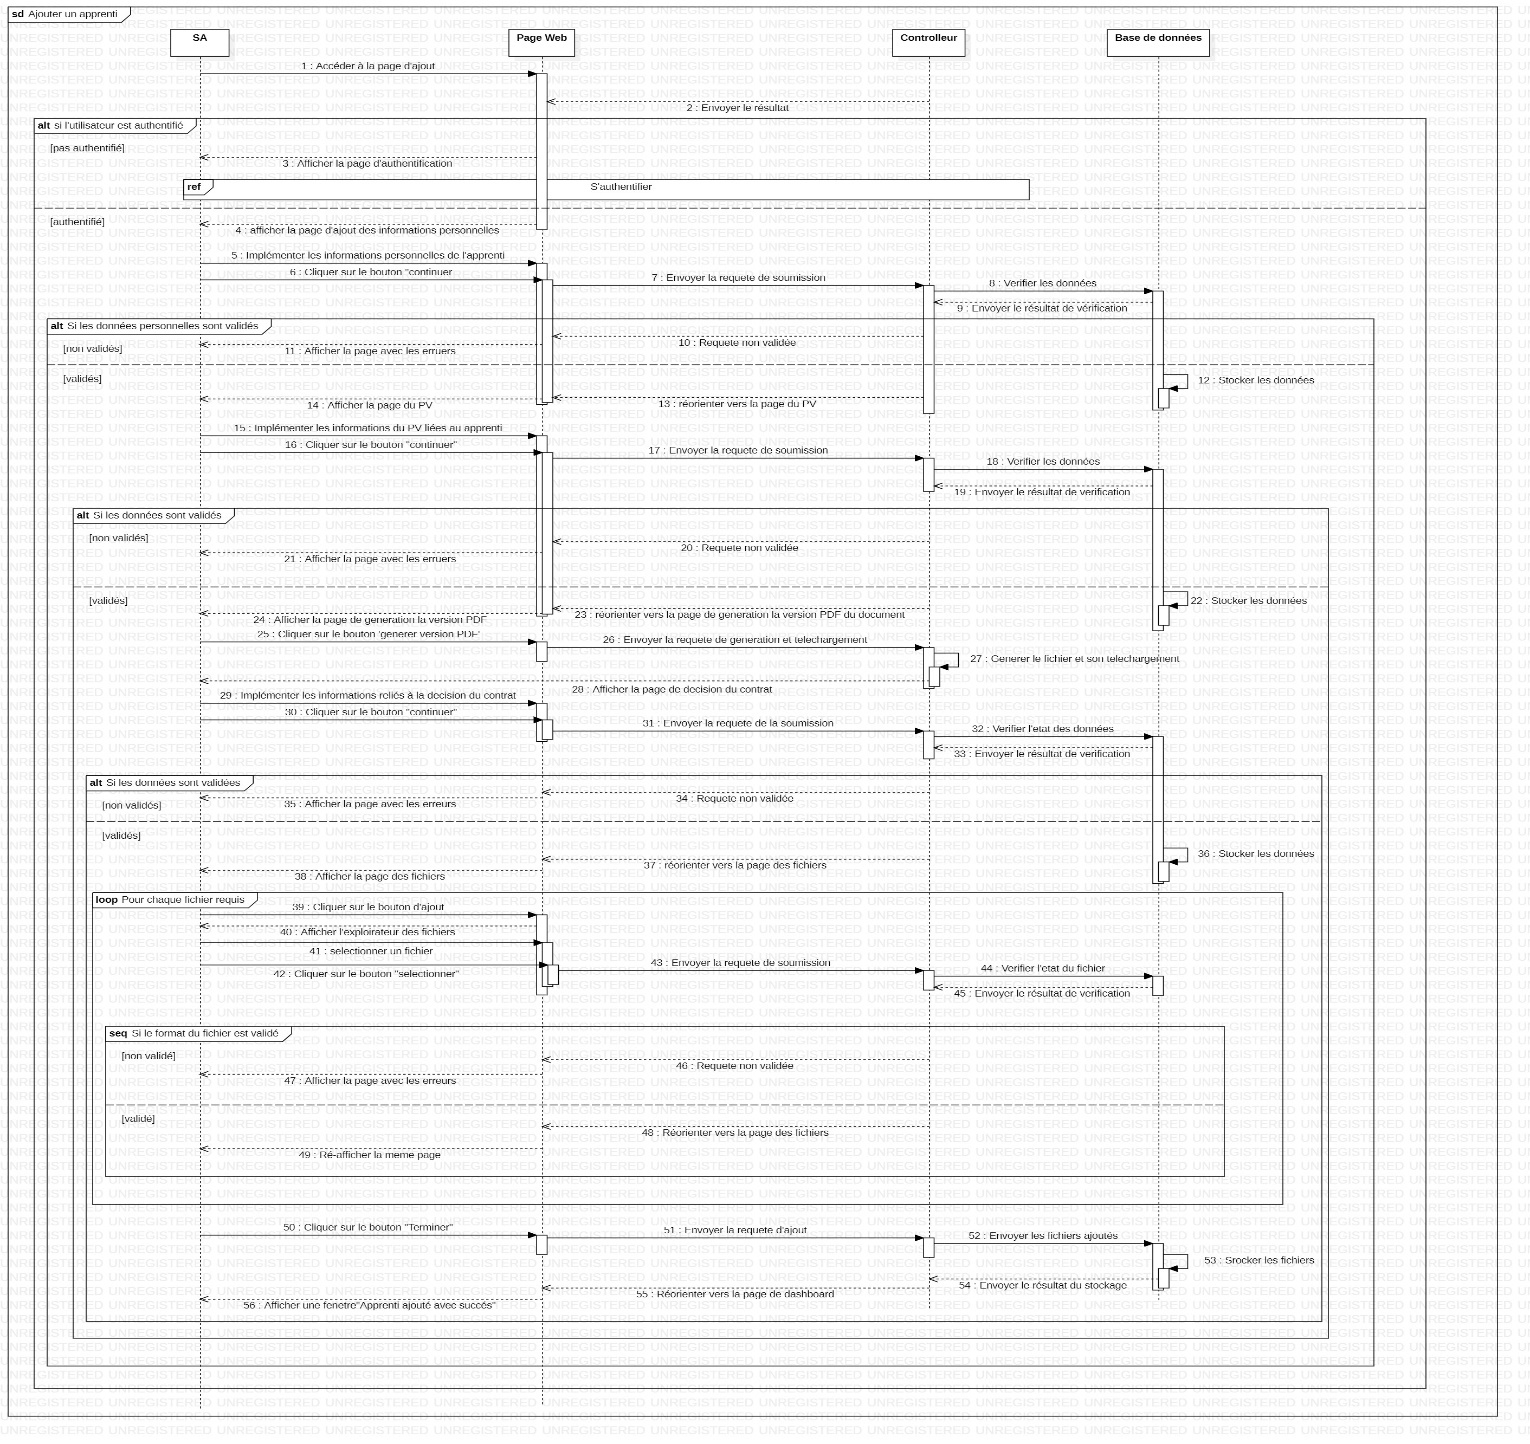 sd Ajouter un apprenti
SA
Page Web
Controlleur
Base de données
1 : Accéder à la page d'ajout
2 : Envoyer le résultat
alt si l'utilisateur est authentifié
[pas authentifié]
3 : Afficher la page d'authentification
ref
S'authentifier
[authentifié]
4 : afficher la page d'ajout des informations personnelles
5 : Implémenter les informations personnelles de l'apprenti
6 : Cliquer sur le bouton "continuer
7 : Envoyer la requete de soumission
8 : Verifier les données
9 : Envoyer le résultat de vérification
alt Si les données personnelles sont validés
[non validés]
10 : Requete non validée
11 : Afficher la page avec les erruers
[validés]
12 : Stocker les données
13 : réorienter vers la page du PV
14 : Afficher la page du PV
15 : Implémenter les informations du PV liées au apprenti
16 : Cliquer sur le bouton "continuer"
17 : Envoyer la requete de soumission
18 : Verifier les données
19 : Envoyer le résultat de verification
alt Si les données sont validés
[non validés]
20 : Requete non validée
21 : Afficher la page avec les erruers
[validés]
22 : Stocker les données
23 : réorienter vers la page de generation la version PDF du document
24 : Afficher la page de generation la version PDF
25 : Cliquer sur le bouton 'generer version PDF'
26 : Envoyer la requete de generation et telechargement
27 : Generer le fichier et son telechargement
28 : Afficher la page de decision du contrat
29 : Implémenter les informations reliés à la decision du contrat
30 : Cliquer sur le bouton "continuer"
31 : Envoyer la requete de la soumission
32 : Verifier l'etat des données
33 : Envoyer le résultat de verification
alt Si les données sont validées
[non validés]
34 : Requete non validée
35 : Afficher la page avec les erreurs
[validés]
36 : Stocker les données
37 : réorienter vers la page des fichiers
38 : Afficher la page des fichiers
loop Pour chaque fichier requis
39 : Cliquer sur le bouton d'ajout
40 : Afficher l'exploirateur des fichiers
41 : selectionner un fichier
42 : Cliquer sur le bouton "selectionner"
43 : Envoyer la requete de soumission
44 : Verifier l'etat du fichier
45 : Envoyer le résultat de verification
seq Si le format du fichier est validé
[non validé]
46 : Requete non validée
47 : Afficher la page avec les erreurs
[validé]
48 : Réorienter vers la page des fichiers
49 : Ré-afficher la meme page
50 : Cliquer sur le bouton "Terminer"
51 : Envoyer la requete d'ajout
52 : Envoyer les fichiers ajoutés
53 : Srocker les fichiers
54 : Envoyer le résultat du stockage
55 : Réorienter vers la page de dashboard
56 : Afficher une fenetre"Apprenti ajouté avec succés"